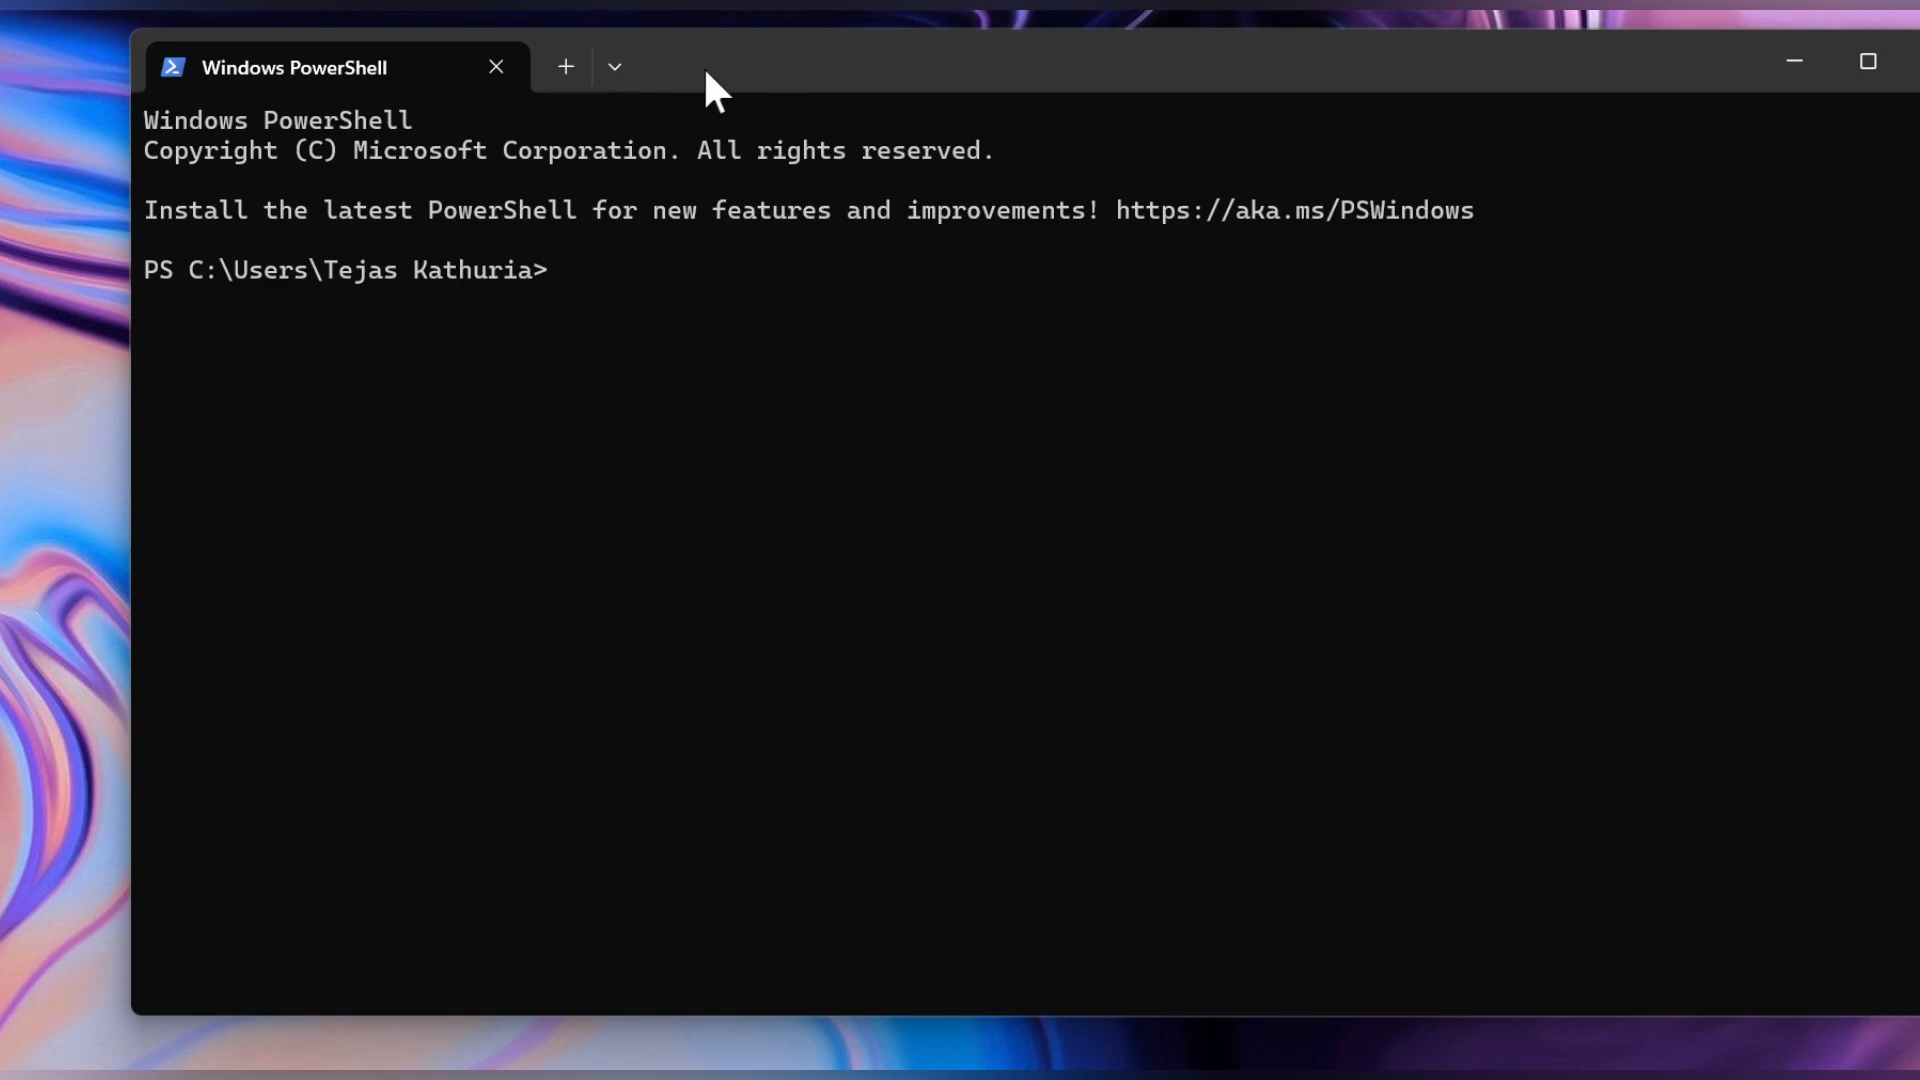 Windows PowerShell
Windows PowerShell
Copyright (C) Microsoft Corporation. All rights reserved.
Install the latest PowerShell for new features and improvements! https://aka.ms/PSWindows
PS C:\Users\Tejas Kathuria>